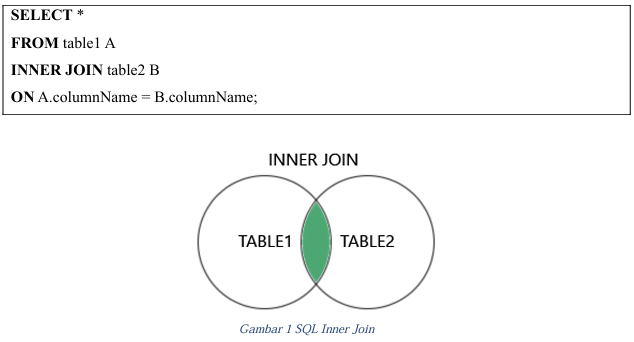 SELECT *
FROM table1 A
INNER JOIN table2 B
ON A.columnName = B.columnName;
INNER JOIN
TABLE1 TABLE2
Gambar 1 SQL Inner Join